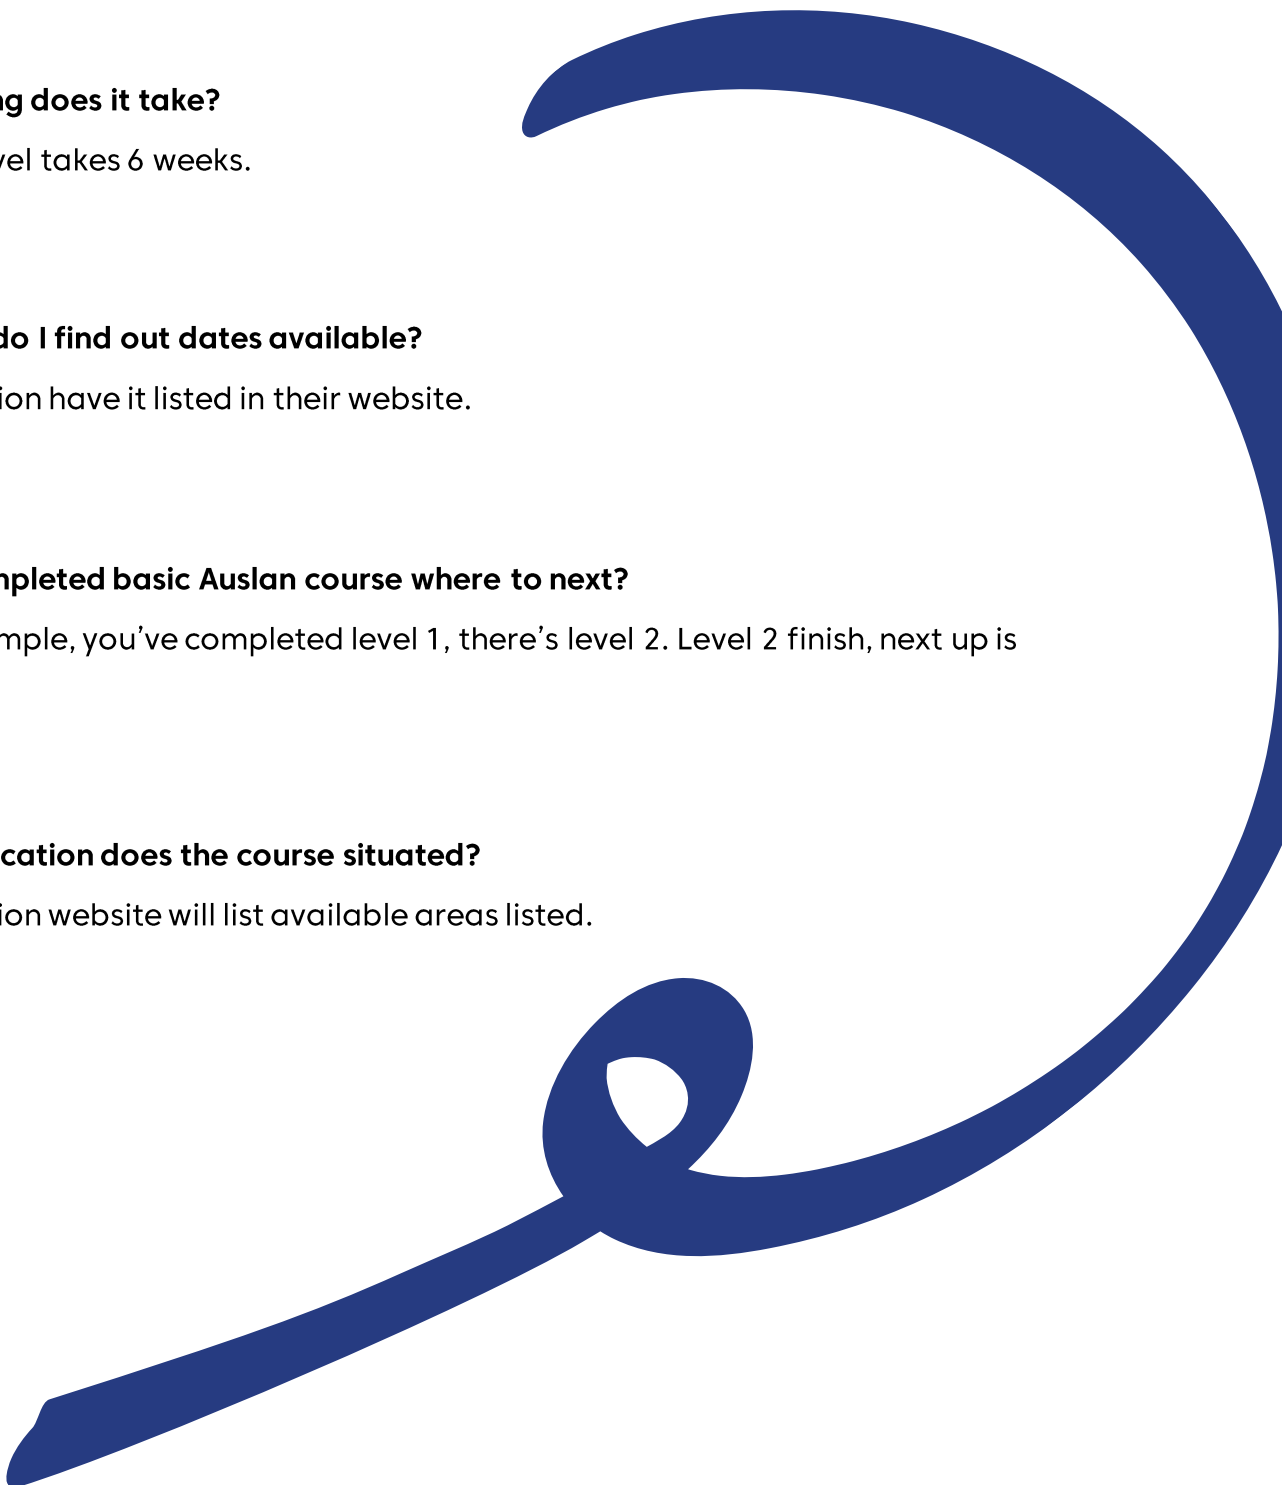 ng does it take?
vel takes 6 weeks.
do I find out dates available?
ion have it listed in their website.
mpleted basic Auslan course where to next?
mple, you’ve completed level 1, there’s level 2. Level 2 finish, next up is
cation does the course situated?
ion website will list available areas listed.